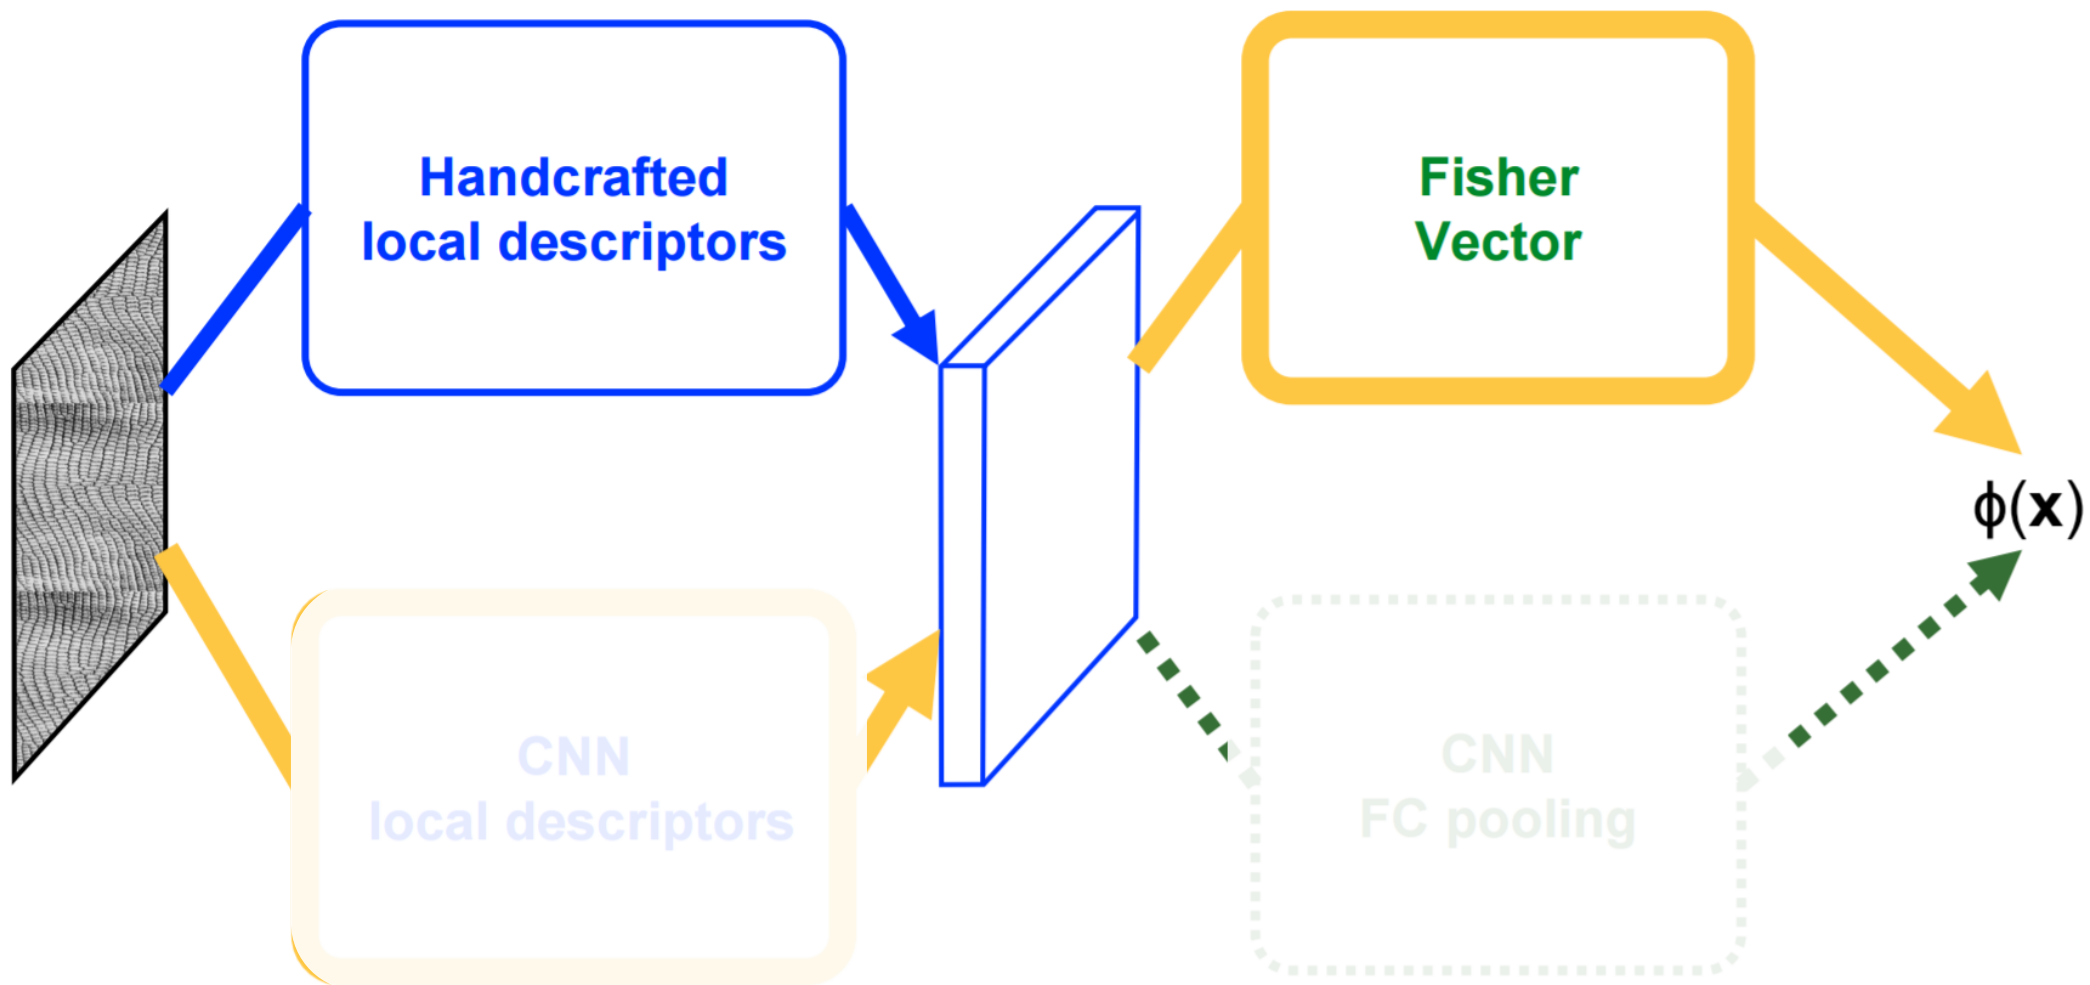 Handcrafted
local descriptors
Fisher
Vector
ϕ(x)
CNN
local descriptors
CNN
FC pooling